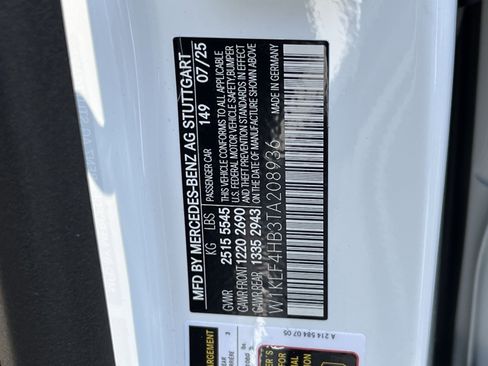 MFD BY MERCEDES-BENZ AG STUTTGART
PASSENGER CAR 149 07/25
KG LBS
GVWR 2515 5545
GAWR FRONT 1220 2690
GAWR REAR 1335 2943
THIS VEHICLE CONFORMS TO ALL APPLICABLE
U.S. FEDERAL MOTOR VEHICLE SAFETY, BUMPER
AND THEFT PREVENTION STANDARDS IN EFFECT
ON THE DATE OF MANUFACTURE SHOWN ABOVE
MADE IN GERMANY
W1KLF4HB3TA208936
A 214 584 07 05